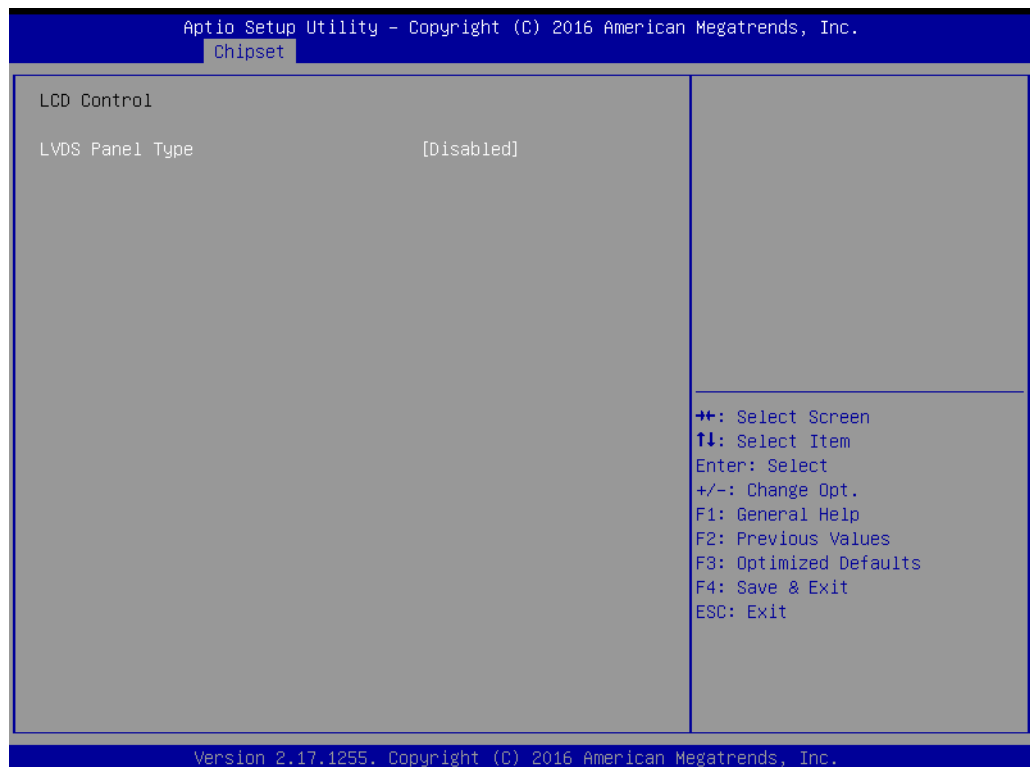 Aptio Setup Utility – Copyright (C) 2016 American Megatrends, Inc.
Chipset
LCD Control
LVDS Panel Type [Disabled]
→←: Select Screen
↑↓: Select Item
Enter: Select
+/-: Change Opt.
F1: General Help
F2: Previous Values
F3: Optimized Defaults
F4: Save & Exit
ESC: Exit
Version 2.17.1255. Copyright (C) 2016 American Megatrends, Inc.